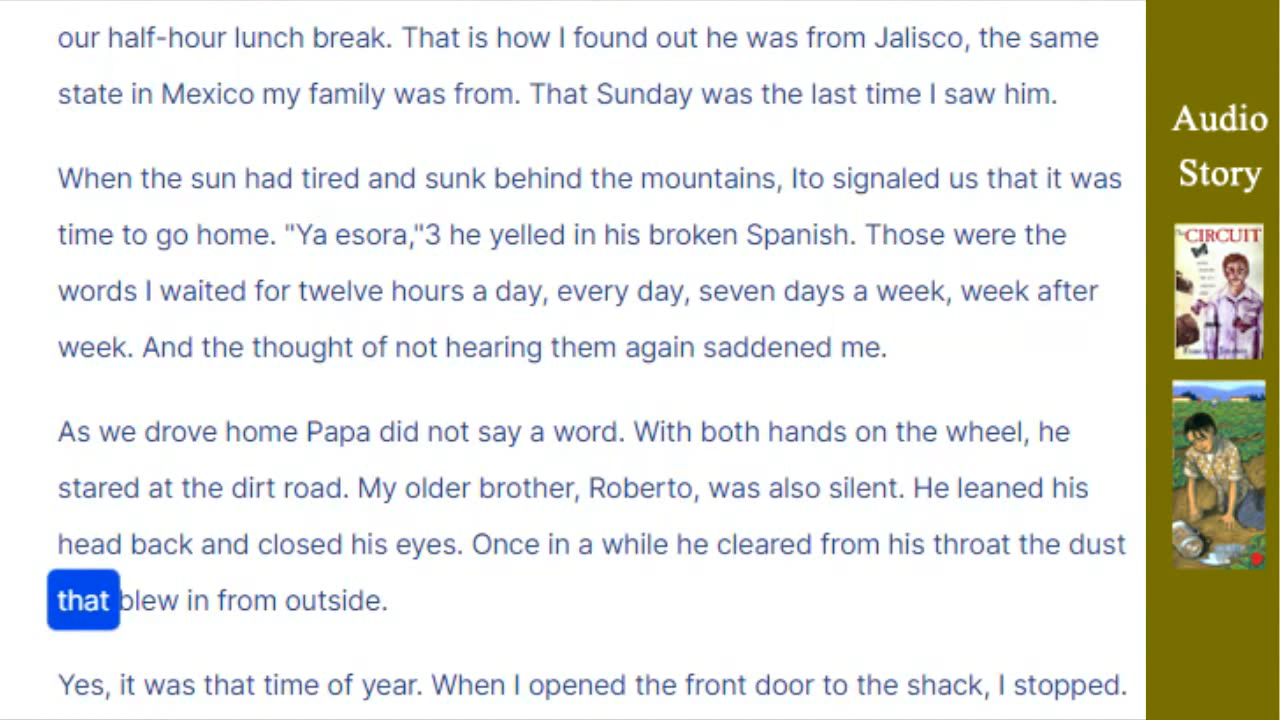 our half-hour lunch break. That is how I found out he was from Jalisco, the same
state in Mexico my family was from. That Sunday was the last time I saw him.
When the sun had tired and sunk behind the mountains, Ito signaled us that it was
time to go home. "Ya esora,"3 he yelled in his broken Spanish. Those were the
words I waited for twelve hours a day, every day, seven days a week, week after
week. And the thought of not hearing them again saddened me.
As we drove home Papa did not say a word. With both hands on the wheel, he
stared at the dirt road. My older brother, Roberto, was also silent. He leaned his
head back and closed his eyes. Once in a while he cleared from his throat the dust
that blew in from outside.
Yes, it was that time of year. When I opened the front door to the shack, I stopped.
Audio
Story
The CIRCUIT